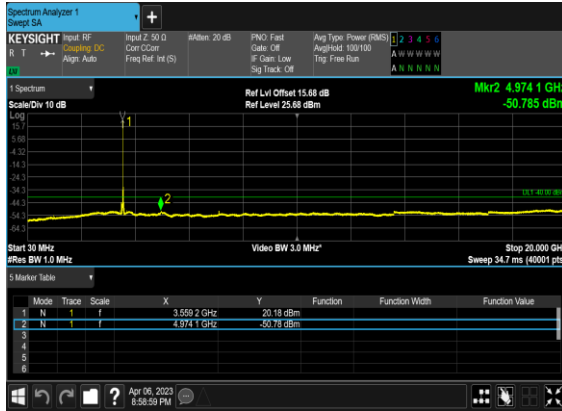 Spectrum Analyzer 1
Swept SA
KEYSIGHT Input: RF Input Z: 50 Ω #Atten: 20 dB PNO: Fast Avg Type: Power (RMS) 1 2 3 4 5 6
R T Coupling: DC Corr CCorr Gate: Off Avg|Hold: 100/100 A W W W W W
Align: Auto Freq Ref: Int (S) IF Gain: Low Trig: Free Run
LU Sig Track: Off A N N N N N
1 Spectrum Ref Lvl Offset 15.68 dB Mkr2 4.974 1 GHz
Scale/Div 10 dB Ref Level 25.68 dBm -50.785 dBm
Log
15.7
1
5.68
-4.32
-14.3
-24.3
-34.3 DL1 -40.00 dBm
2
-44.3
-54.3
-64.3
Start 30 MHz Video BW 3.0 MHz* Stop 20.000 GH
#Res BW 1.0 MHz Sweep 34.7 ms (40001 pts
5 Marker Table
Mode Trace Scale X Y Function Function Width Function Value
1 N 1 f 3.559 2 GHz 20.18 dBm
2 N 1 f 4.974 1 GHz -50.78 dBm
3
4
5
6
? Apr 06, 2023
8:58:59 PM